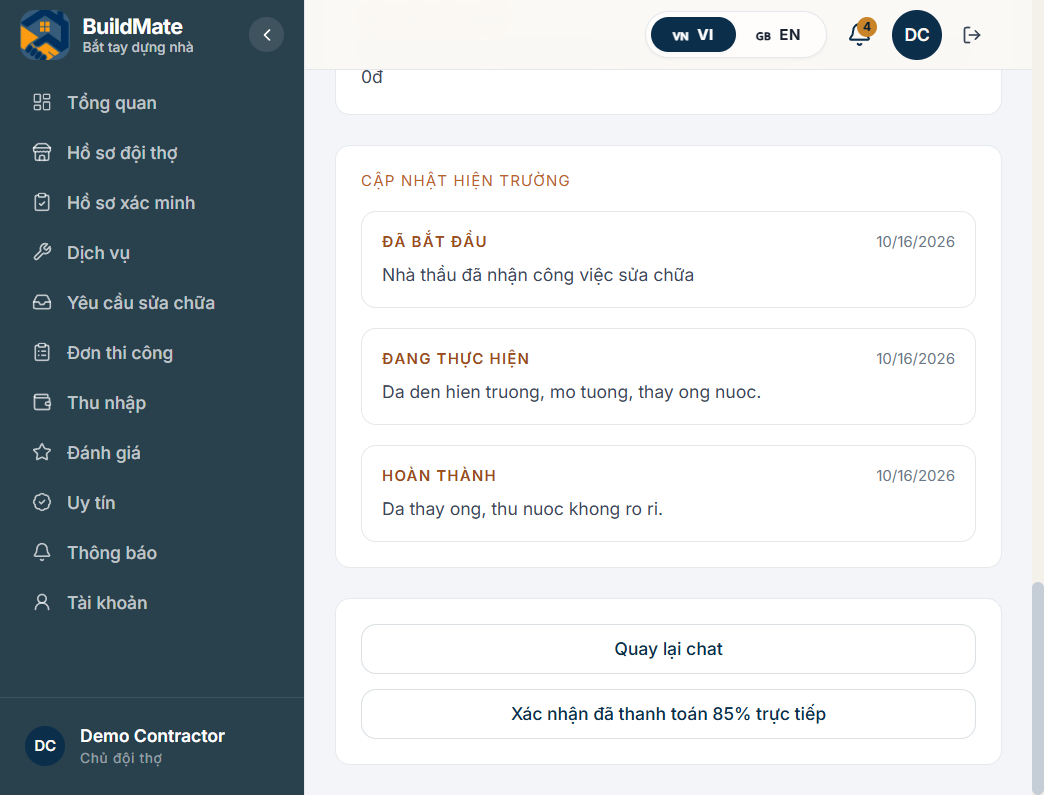 BuildMate
Bắt tay dựng nhà
VN VI
GB EN
4
DC
Tổng quan
Hồ sơ đội thợ
Hồ sơ xác minh
Dịch vụ
Yêu cầu sửa chữa
Đơn thi công
Thu nhập
Đánh giá
Uy tín
Thông báo
Tài khoản
DC
Demo Contractor
Chủ đội thợ
0đ
CẬP NHẬT HIỆN TRƯỜNG
ĐÃ BẮT ĐẦU
10/16/2026
Nhà thầu đã nhận công việc sửa chữa
ĐANG THỰC HIỆN
10/16/2026
Da den hien truong, mo tuong, thay ong nuoc.
HOÀN THÀNH
10/16/2026
Da thay ong, thu nuoc khong ro ri.
Quay lại chat
Xác nhận đã thanh toán 85% trực tiếp